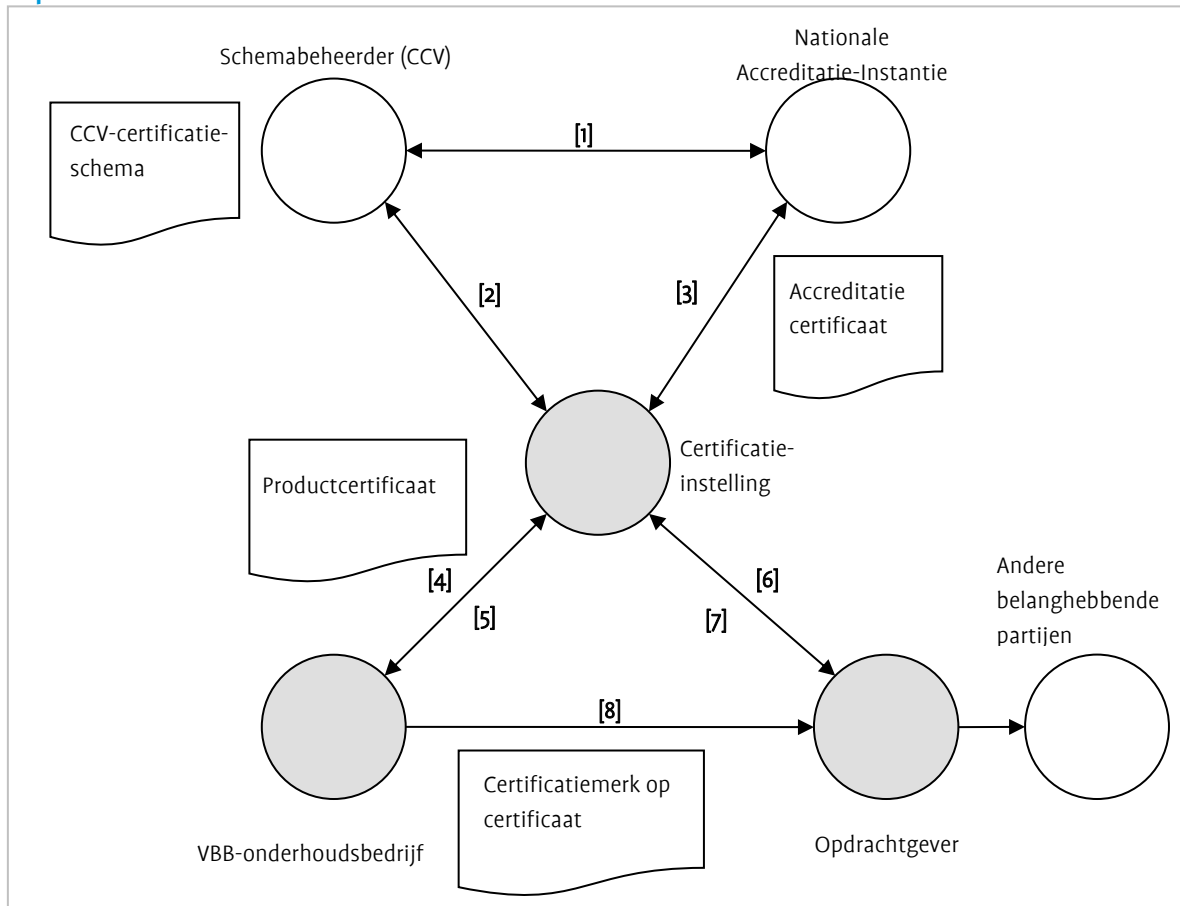 Schemabeheerder (CCV)
Nationale
Accreditatie-Instantie
CCV-certificatie-
schema
[1]
[2]
[3]
Accreditatie
certificaat
Certificatie-
instelling
Productcertificaat
[4]
[5]
[6]
[7]
Andere
belanghebbende
partijen
[8]
Certificatiemerk op
certificaat
VBB-onderhoudsbedrijf
Opdrachtgever